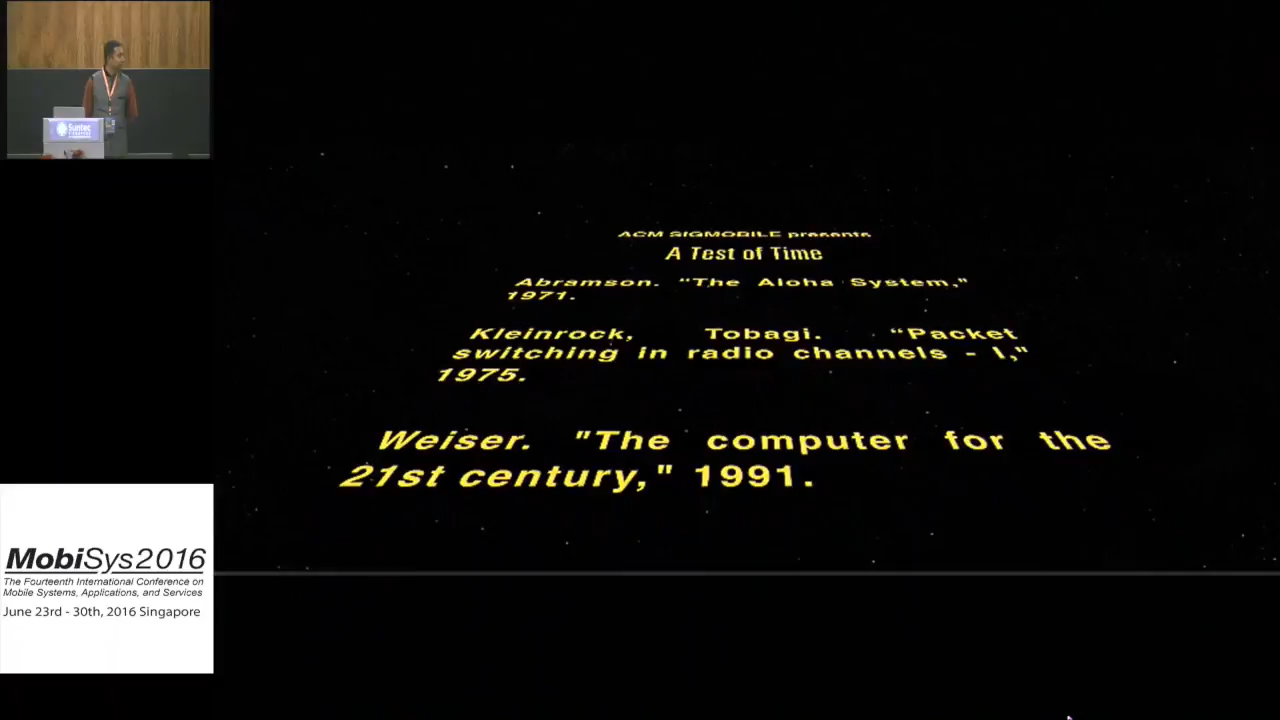 Suntec
ACM SIGMOBILE presents
A Test of Time
Abramson. “The Aloha System,"
1971.
Kleinrock, Tobagi. “Packet
switching in radio channels - I,"
1975.
Weiser. "The computer for the
21st century," 1991.
MobiSys2016
The Fourteenth International Conference on
Mobile Systems, Applications, and Services
June 23rd - 30th, 2016 Singapore